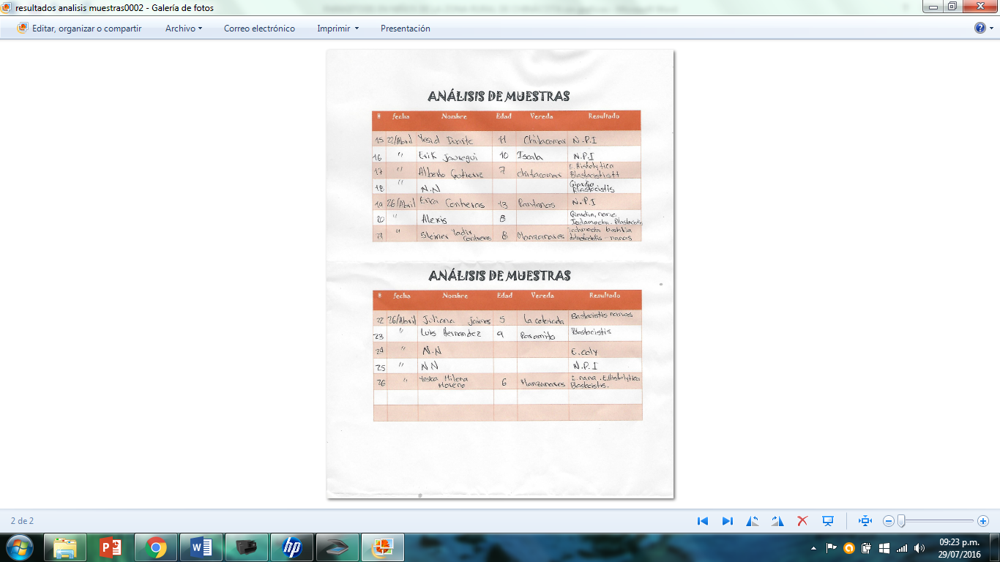 resultados analisis muestras0002 - Galería de fotos
Editar, organizar o compartir Archivo Correo electrónico Imprimir Presentación
ANÁLISIS DE MUESTRAS
# fecha Nombre Edad Vereda Resultado
15 22/Abril Yesid Duarte 11 Chitacomar N.P.I
16 " Erik Jauregui 10 Iscala N.P.I
17 " Alberto Gutierrez 7 chitacomar E. Histolytica
Blastocistis++
18 " N.N Giardia
Blastocistis
19 26/Abril Erica Contreras 13 Pantanos N.P.I
20 " Alexis 8 Giardia, nana
Iodamoeba - Blastocistis
21 " Steiner Yadir
Contreras 8 Manzanares Iodamoeba bushlia
blastocistis - nanas
ANÁLISIS DE MUESTRAS
# fecha Nombre Edad Vereda Resultado
22 26/Abril Juliana Jaimes 5 La colorada Bastocistis nanas
23 " Luis Hernandez 9 Paramito Blastocistis
24 " N.N E. coly
25 " NN N.P.I
26 " Yeska Milena
Moreno 6 Manzanares E. nana. E.Histolytica
Blastocistis.
2 de 2
09:23 p.m.
29/07/2016